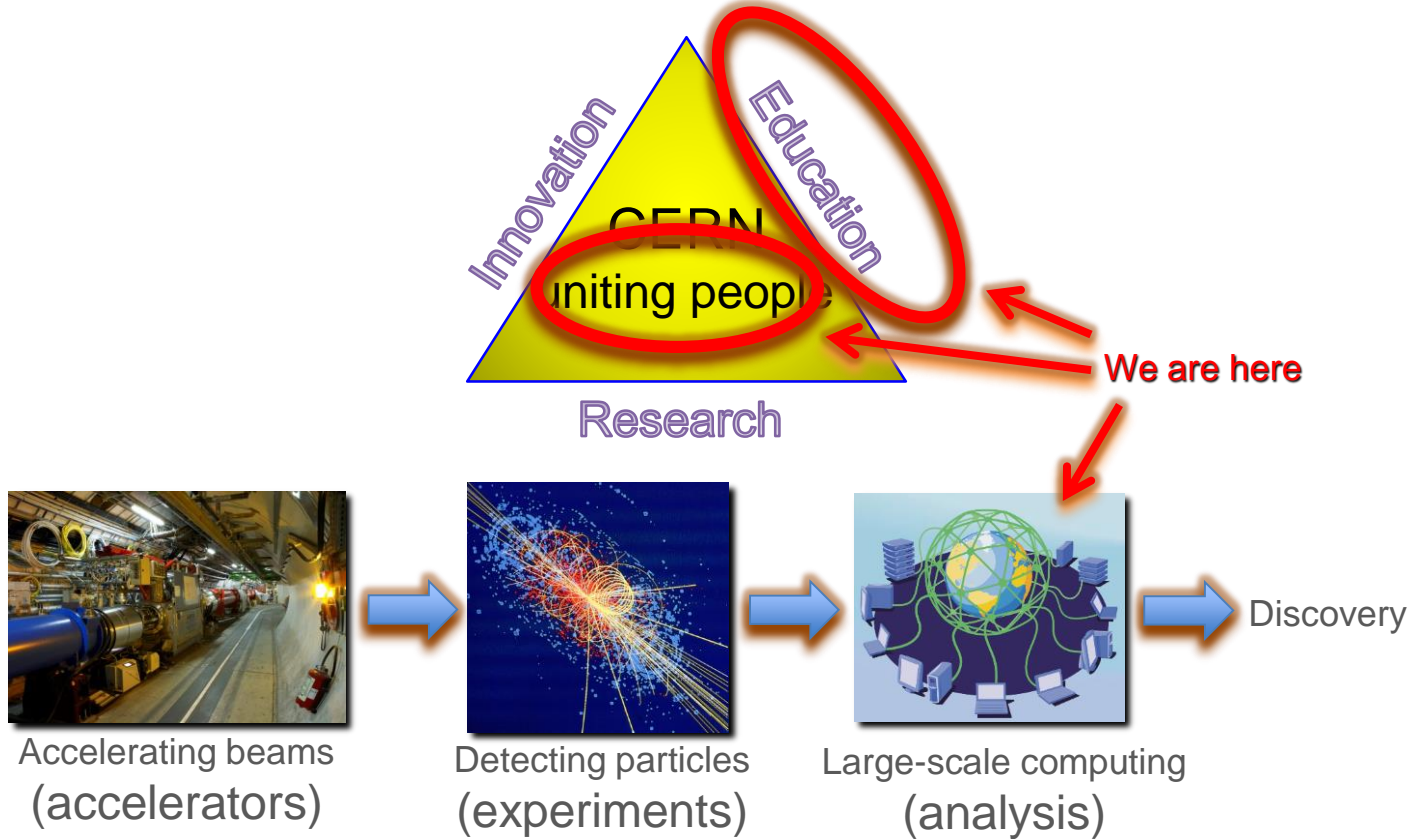 Innovation
Education
CERN
uniting people
We are here
Research
Discovery
Accelerating beams
(accelerators)
Detecting particles
(experiments)
Large-scale computing
(analysis)